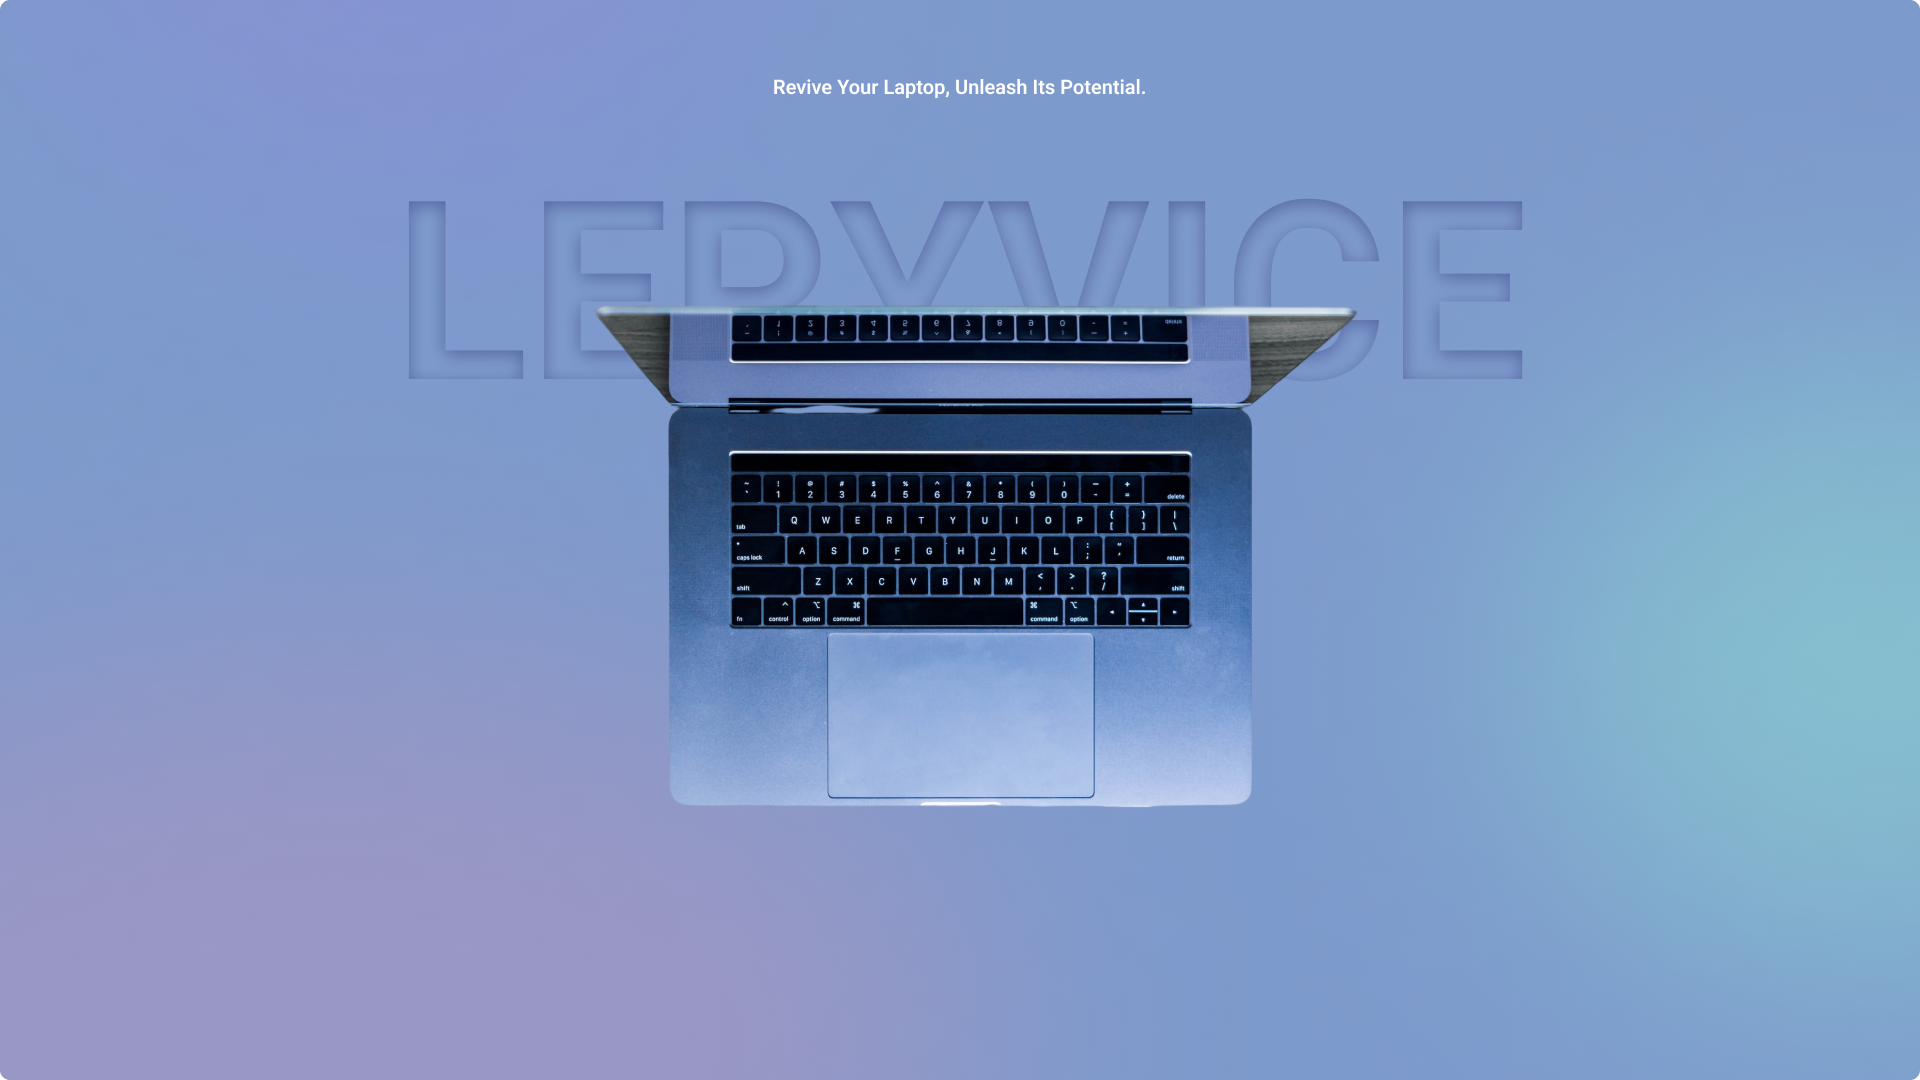 Revive Your Laptop, Unleash Its Potential.
LEPYVICE
~ ! @ # $ % ^ & * ( ) — +
` 1 2 3 4 5 6 7 8 9 0 - = delete
tab Q W E R T Y U I O P { [ } ] | \
caps lock A S D F G H J K L : ; " ' return
shift Z X C V B N M < , > . ? / shift
fn control option command command option